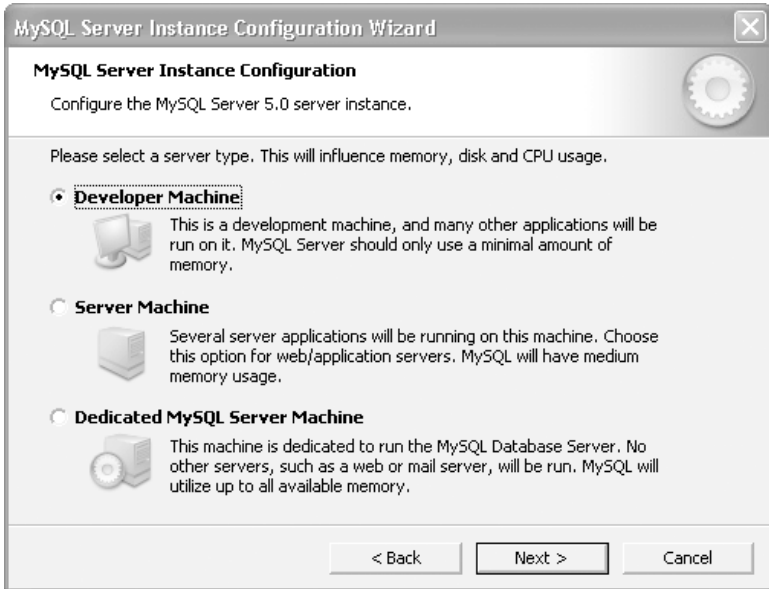 MySQL Server Instance Configuration Wizard
MySQL Server Instance Configuration
Configure the MySQL Server 5.0 server instance.
Please select a server type. This will influence memory, disk and CPU usage.
Developer Machine
This is a development machine, and many other applications will be
run on it. MySQL Server should only use a minimal amount of
memory.
Server Machine
Several server applications will be running on this machine. Choose
this option for web/application servers. MySQL will have medium
memory usage.
Dedicated MySQL Server Machine
This machine is dedicated to run the MySQL Database Server. No
other servers, such as a web or mail server, will be run. MySQL will
utilize up to all available memory.
< Back Next > Cancel